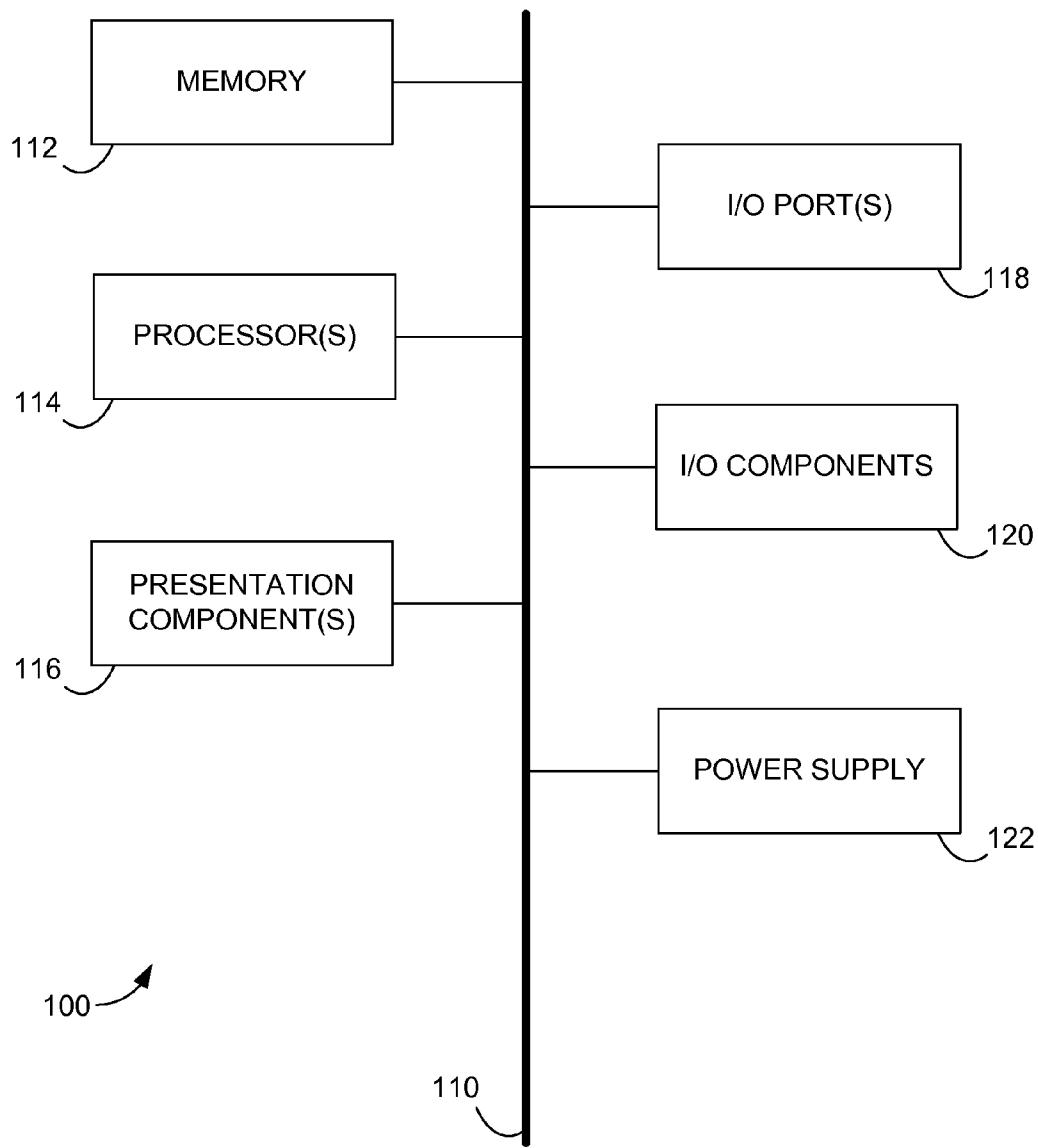 MEMORY
112
I/O PORT(S)
118
PROCESSOR(S)
114
I/O COMPONENTS
120
PRESENTATION
COMPONENT(S)
116
POWER SUPPLY
122
100
110